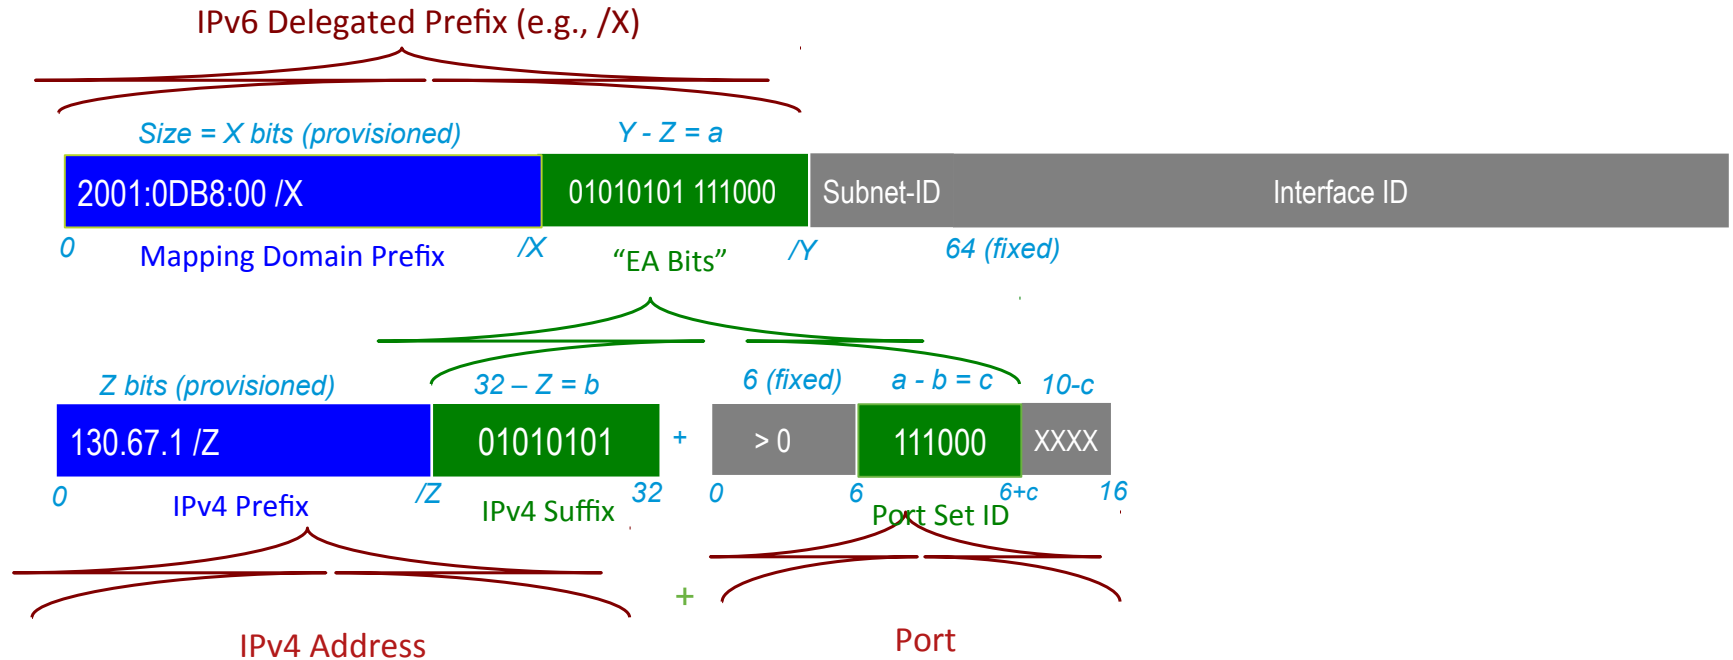 IPv6 Delegated Prefix (e.g., /X)
Size = X bits (provisioned) Y - Z = a
2001:0DB8:00 /X 01010101 111000 Subnet-ID Interface ID
0 /X /Y 64 (fixed)
Mapping Domain Prefix “EA Bits”
Z bits (provisioned) 32 – Z = b 6 (fixed) a - b = c 10-c
130.67.1 /Z 01010101 + > 0 111000 XXXX
0 /Z 32 0 6 6+c 16
IPv4 Prefix IPv4 Suffix Port Set ID
+
IPv4 Address Port